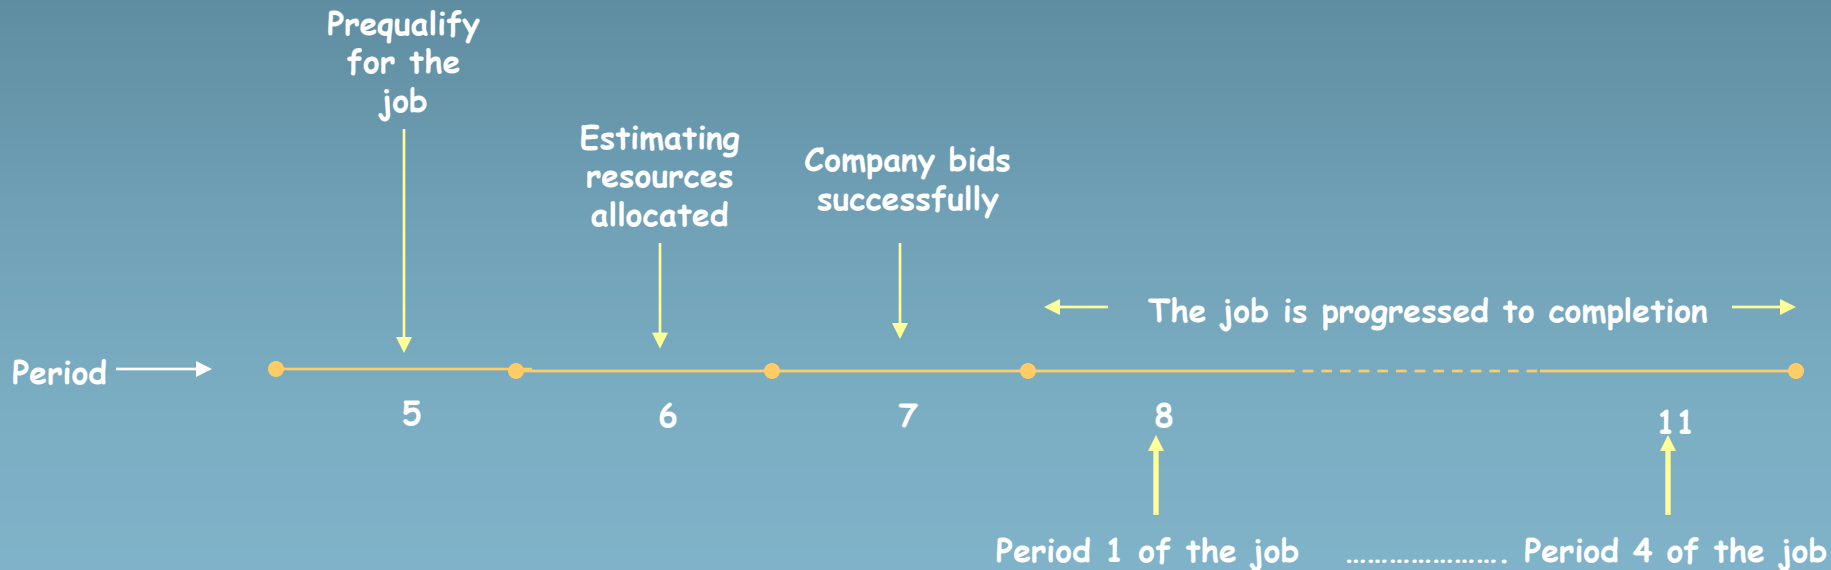 Prequalify
for the
job
Estimating
resources
allocated
Company bids
successfully
The job is progressed to completion
Period
5
6
7
8
11
Period 1 of the job ...................... Period 4 of the job